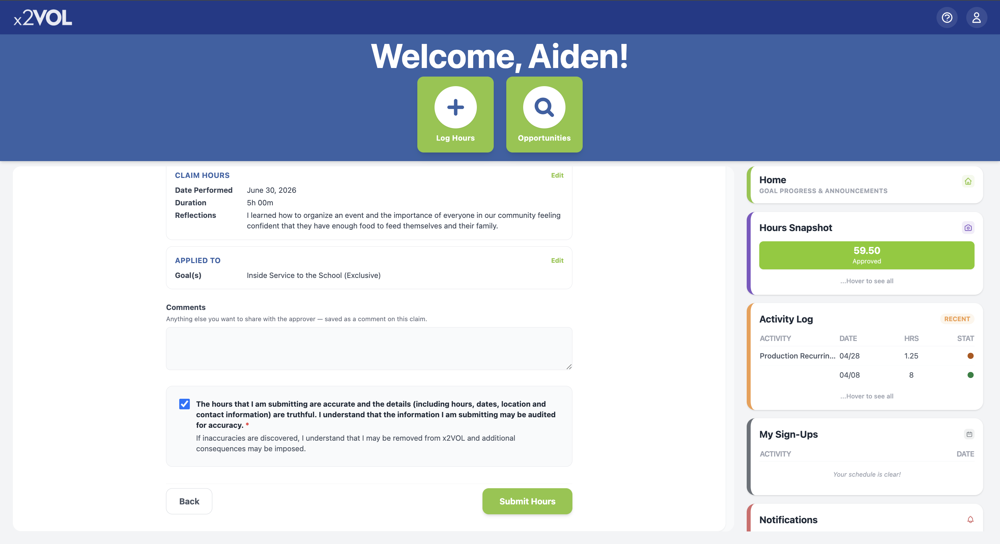 x2VOL
Welcome, Aiden!
Log Hours
Opportunities
CLAIM HOURS
Edit
Date Performed June 30, 2026
Duration 5h 00m
Reflections I learned how to organize an event and the importance of everyone in our community feeling
confident that they have enough food to feed themselves and their family.
APPLIED TO
Edit
Goal(s) Inside Service to the School (Exclusive)
Comments
Anything else you want to share with the approver — saved as a comment on this claim.
The hours that I am submitting are accurate and the details (including hours, dates, location and
contact information) are truthful. I understand that the information I am submitting may be audited
for accuracy. *
If inaccuracies are discovered, I understand that I may be removed from x2VOL and additional
consequences may be imposed.
Back
Submit Hours
Home
GOAL PROGRESS & ANNOUNCEMENTS
Hours Snapshot
59.50
Approved
...Hover to see all
Activity Log
RECENT
ACTIVITY DATE HRS STAT
Production Recurrin... 04/28 1.25
04/08 8
...Hover to see all
My Sign-Ups
ACTIVITY DATE
Your schedule is clear!
Notifications